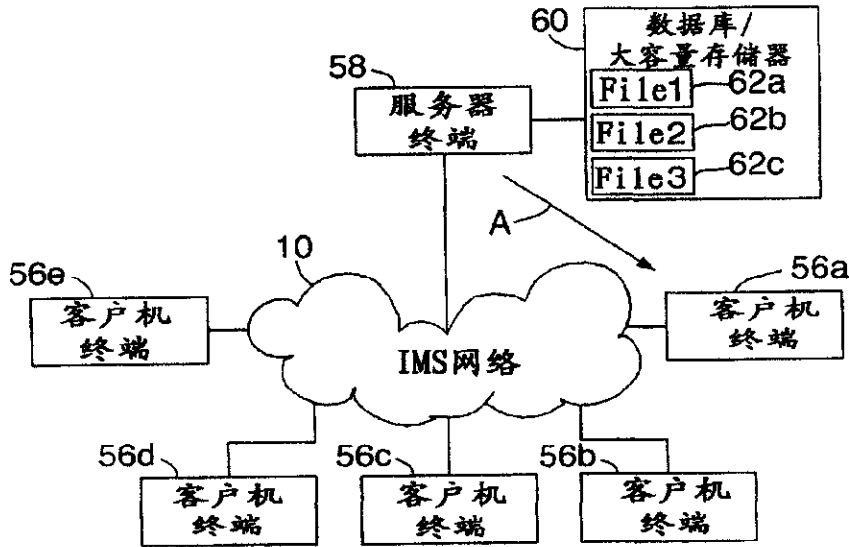 60
数据库/
大容量存储器
File1
62a
File2
62b
File3
62c
58
服务器
终端
A
10
IMS网络
56e
客户机
终端
56a
客户机
终端
56d
客户机
终端
56c
客户机
终端
56b
客户机
终端